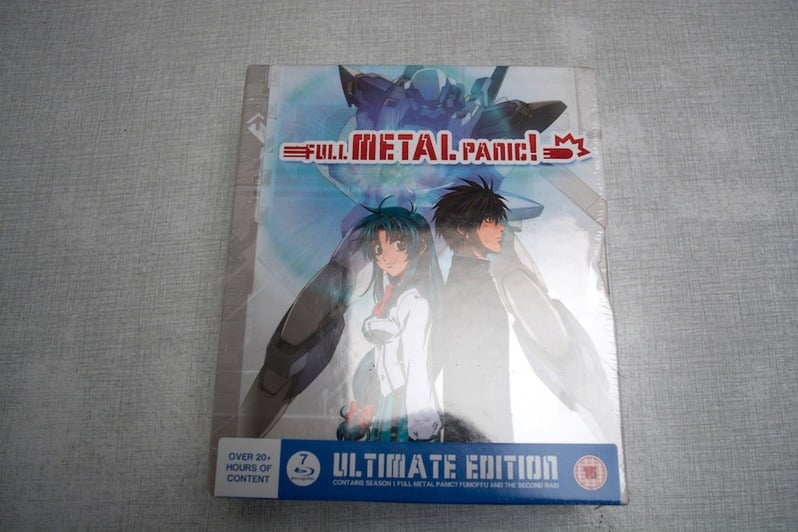 FULL METAL PANIC!
OVER 20+
HOURS OF
CONTENT
7
ULTIMATE EDITION
CONTAINS SEASON 1, FULL METAL PANIC? FUMOFFU AND THE SECOND RAID
15